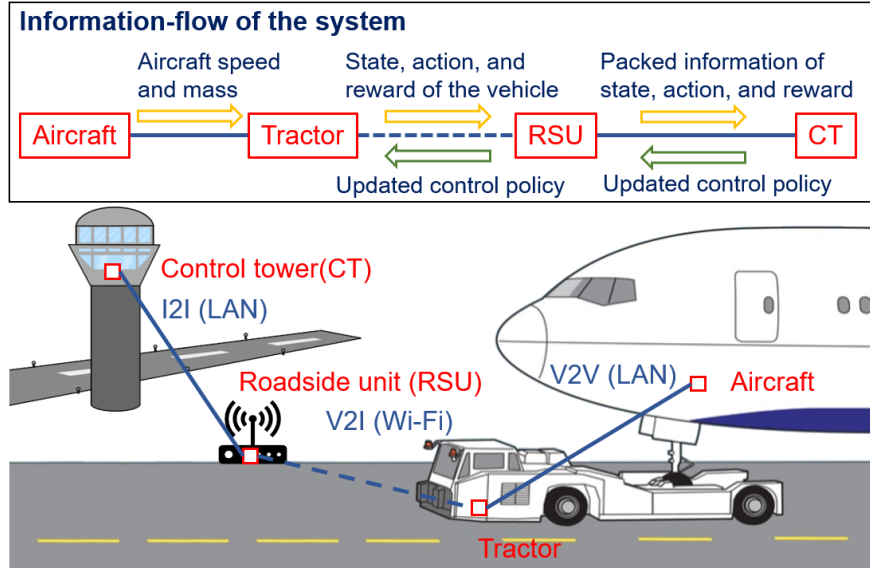 Information-flow of the system
Aircraft speed
and mass
State, action, and
reward of the vehicle
Packed information of
state, action, and reward
Aircraft
Tractor
RSU
CT
Updated control policy
Updated control policy
Control tower(CT)
I2I (LAN)
Roadside unit (RSU)
V2I (Wi-Fi)
V2V (LAN)
Aircraft
Tractor